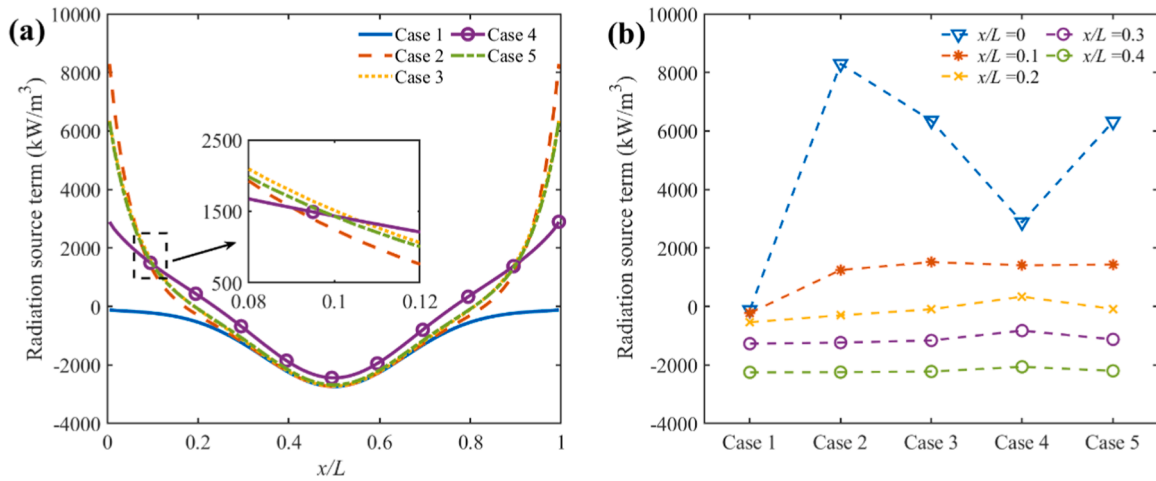 (a)
Radiation source term (kW/m³)
10000
8000
6000
4000
2000
0
-2000
-4000
0
0.2
0.4
0.6
0.8
1
x/L
Case 1
Case 4
Case 2
Case 5
Case 3
2500
1500
500
0.08
0.1
0.12
(b)
Radiation source term (kW/m³)
10000
8000
6000
4000
2000
0
-2000
-4000
Case 1
Case 2
Case 3
Case 4
Case 5
x/L =0
x/L =0.3
x/L =0.1
x/L =0.4
x/L =0.2